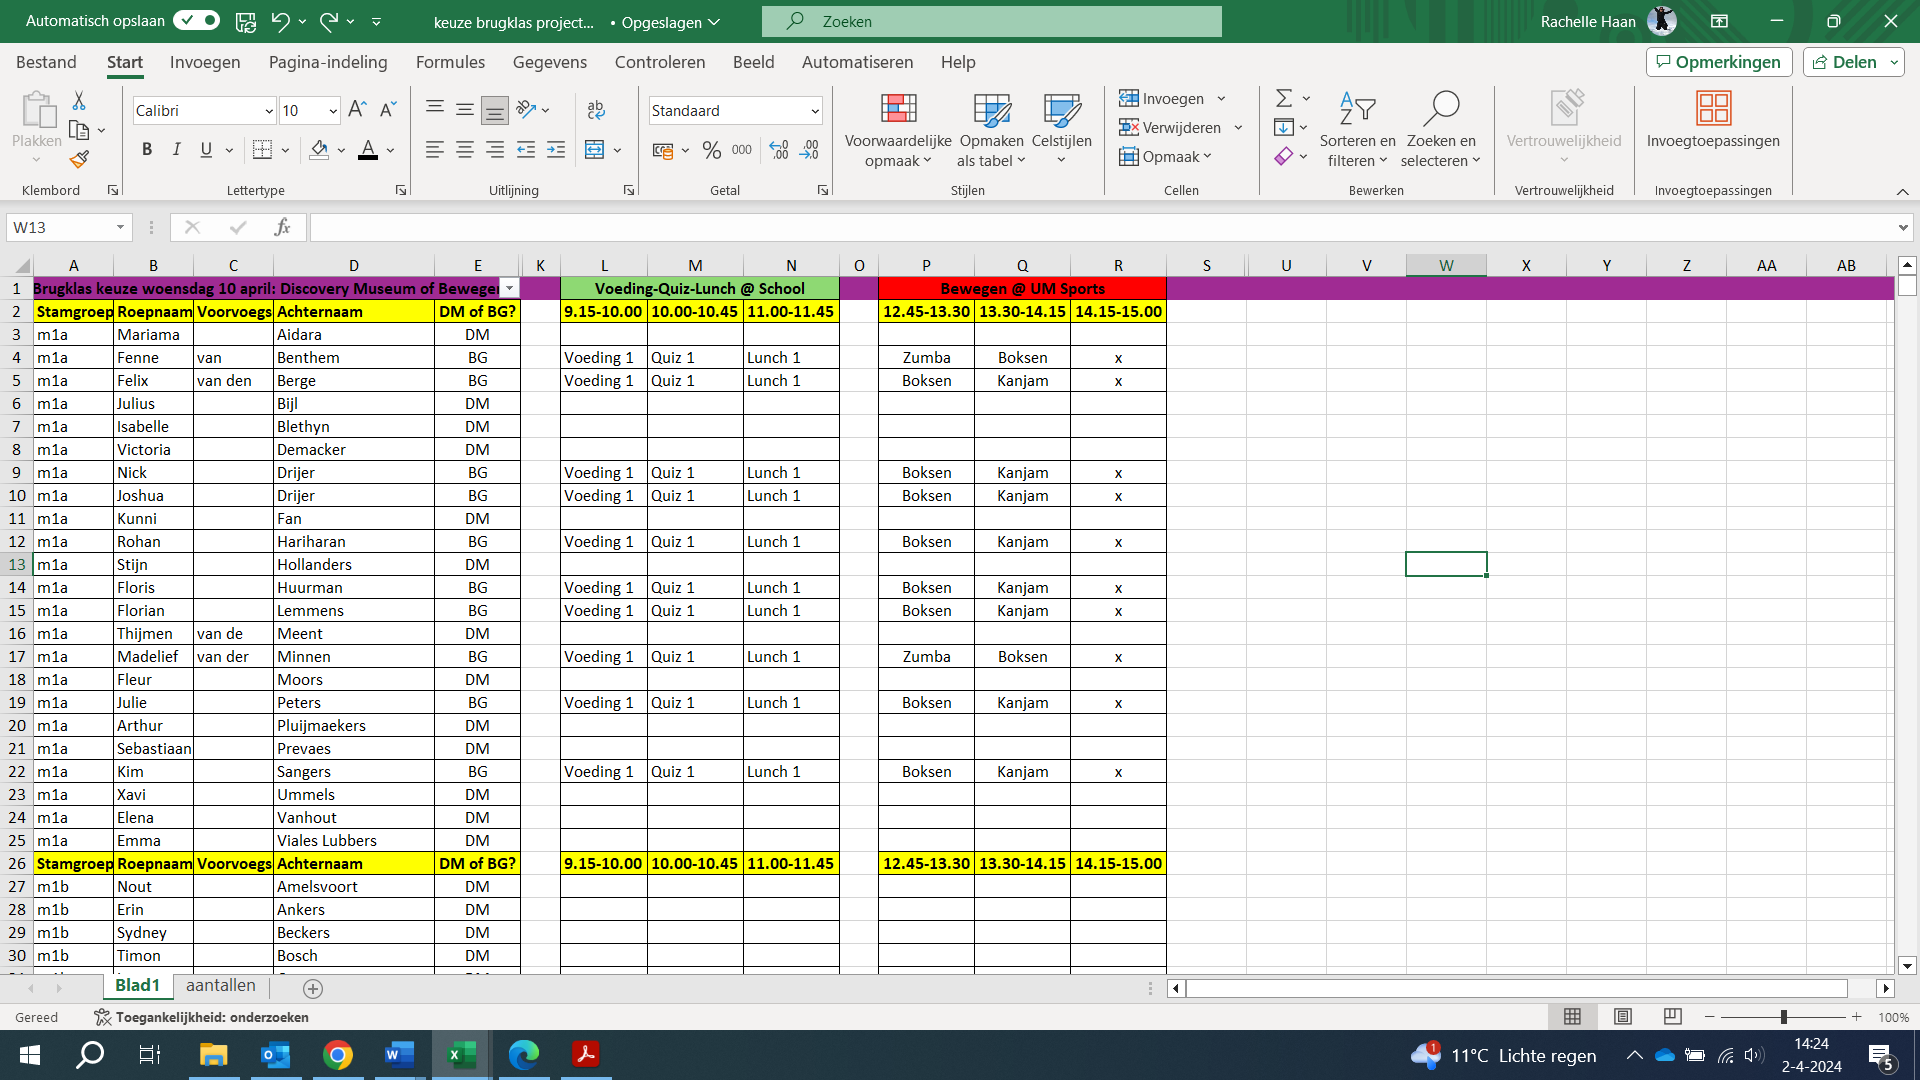 Automatisch opslaan keuze brugklas project... • Opgeslagen Zoeken Rachelle Haan
Bestand Start Invoegen Pagina-indeling Formules Gegevens Controleren Beeld Automatiseren Help Opmerkingen Delen
Calibri 10 Standaard Invoegen
Plakken Voorwaardelijke Opmaken Celstijlen Verwijderen Sorteren en Zoeken en Vertrouwelijkheid Invoegtoepassingen
opmaak als tabel Opmaak filteren selecteren
Klembord Lettertype Uitlijning Getal Stijlen Cellen Bewerken Vertrouwelijkheid Invoegtoepassingen
W13 fx
A B C D E K L M N O P Q R S U V W X Y Z AA AB
1 Brugklas keuze woensdag 10 april: Discovery Museum of Bewegen Voeding-Quiz-Lunch @ School Bewegen @ UM Sports
2 Stamgroep Roepnaam Voorvoegs Achternaam DM of BG? 9.15-10.00 10.00-10.45 11.00-11.45 12.45-13.30 13.30-14.15 14.15-15.00
3 m1a Mariama Aidara DM
4 m1a Fenne van Benthem BG Voeding 1 Quiz 1 Lunch 1 Zumba Boksen x
5 m1a Felix van den Berge BG Voeding 1 Quiz 1 Lunch 1 Boksen Kanjam x
6 m1a Julius Bijl DM
7 m1a Isabelle Blethyn DM
8 m1a Victoria Demacker DM
9 m1a Nick Drijer BG Voeding 1 Quiz 1 Lunch 1 Boksen Kanjam x
10 m1a Joshua Drijer BG Voeding 1 Quiz 1 Lunch 1 Boksen Kanjam x
11 m1a Kunni Fan DM
12 m1a Rohan Hariharan BG Voeding 1 Quiz 1 Lunch 1 Boksen Kanjam x
13 m1a Stijn Hollanders DM
14 m1a Floris Huurman BG Voeding 1 Quiz 1 Lunch 1 Boksen Kanjam x
15 m1a Florian Lemmens BG Voeding 1 Quiz 1 Lunch 1 Boksen Kanjam x
16 m1a Thijmen van de Meent DM
17 m1a Madelief van der Minnen BG Voeding 1 Quiz 1 Lunch 1 Zumba Boksen x
18 m1a Fleur Moors DM
19 m1a Julie Peters BG Voeding 1 Quiz 1 Lunch 1 Boksen Kanjam x
20 m1a Arthur Pluijmaekers DM
21 m1a Sebastiaan Prevaes DM
22 m1a Kim Sangers BG Voeding 1 Quiz 1 Lunch 1 Boksen Kanjam x
23 m1a Xavi Ummels DM
24 m1a Elena Vanhout DM
25 m1a Emma Viales Lubbers DM
26 Stamgroep Roepnaam Voorvoegs Achternaam DM of BG? 9.15-10.00 10.00-10.45 11.00-11.45 12.45-13.30 13.30-14.15 14.15-15.00
27 m1b Nout Amelsvoort DM
28 m1b Erin Ankers DM
29 m1b Sydney Beckers DM
30 m1b Timon Bosch DM
Blad1 aantallen
Gereed Toegankelijkheid: onderzoeken 100%
11°C Lichte regen 14:24
2-4-2024 5